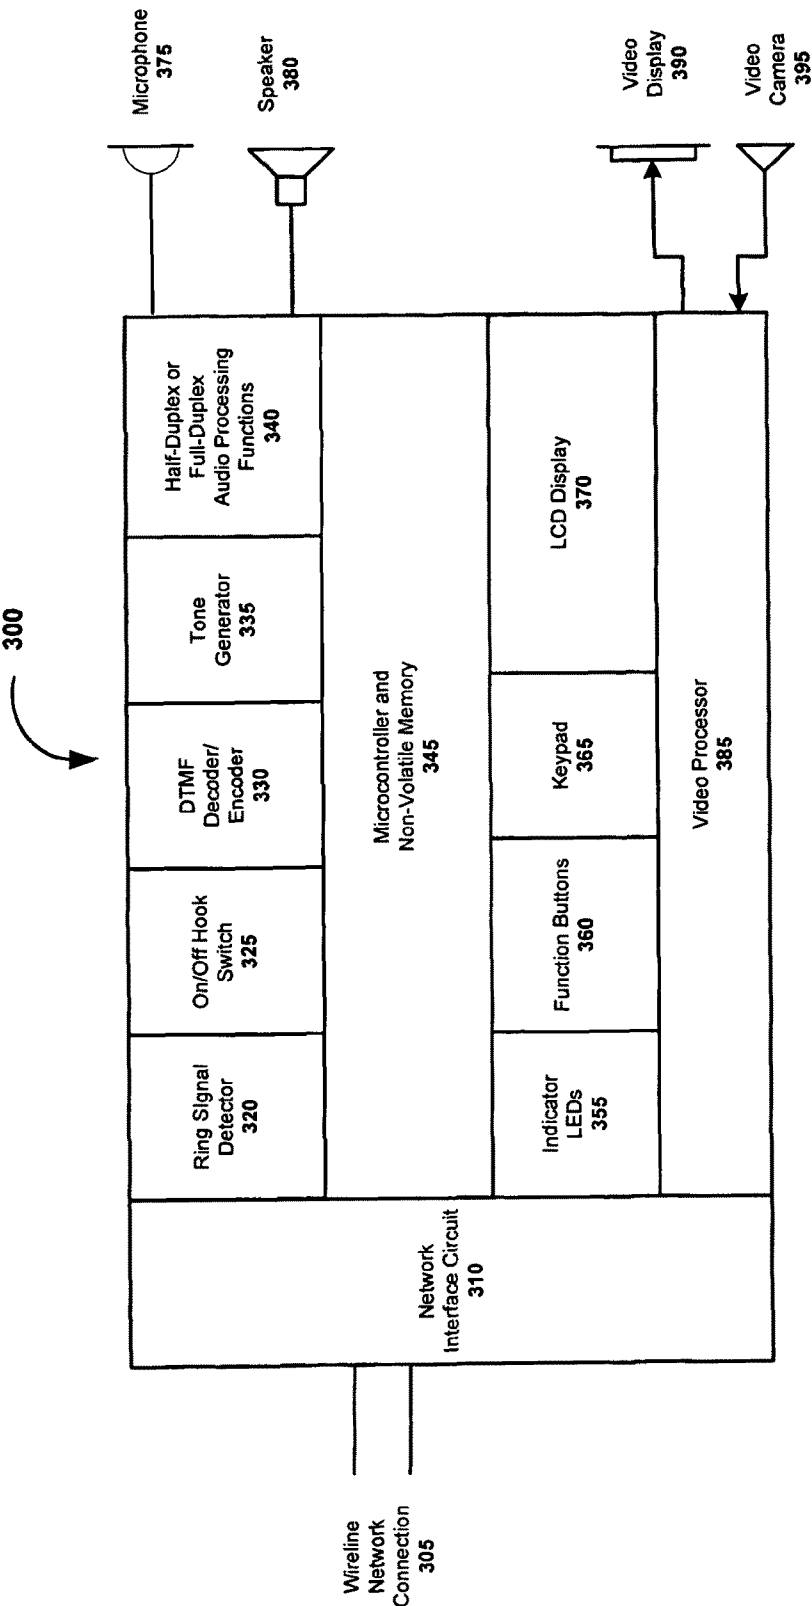 300
Wireline
Network
Connection
305
Network
Interface Circuit
310
Ring SIgnal
Detector
320
On/Off Hook
Switch
325
DTMF
Decoder/
Encoder
330
Tone
Generator
335
Half-Duplex or
Full-Duplex
Audio Processing
Functions
340
Microphone
375
Speaker
380
Microcontroller and
Non-Volatile Memory
345
Indicator
LEDs
355
Function Buttons
360
Keypad
365
LCD Display
370
Video Processor
385
Video
Display
390
Video
Camera
395